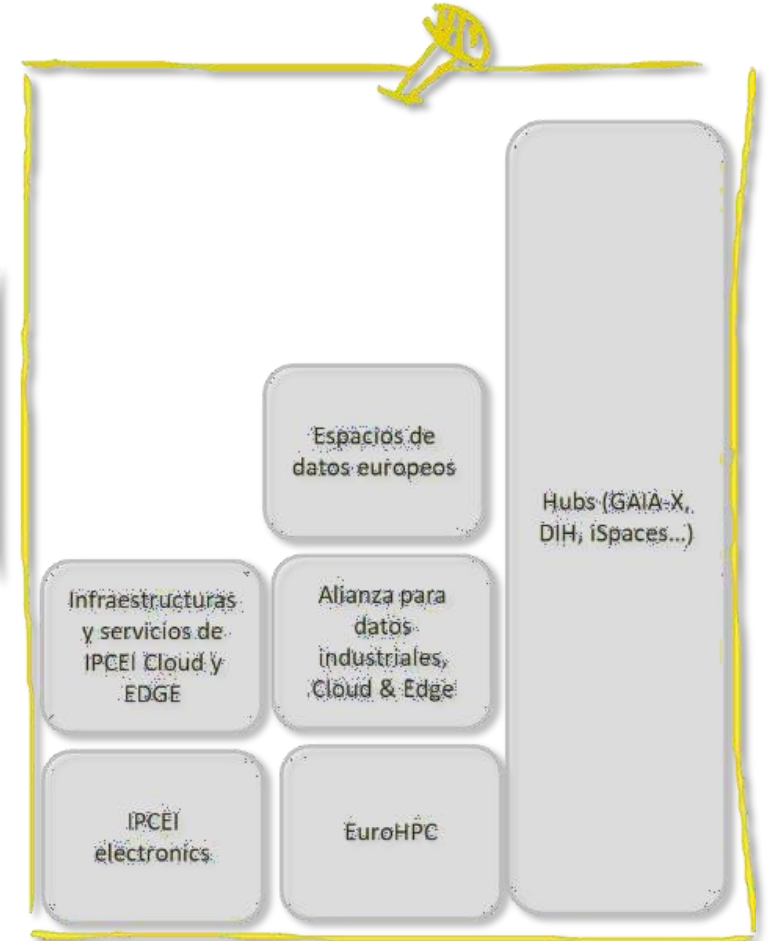 Espacios de
datos europeos
Hubs (GAIA-X,
DIH, iSpaces...)
Infraestructuras
y servicios de
IPCEI Cloud y
EDGE
Alianza para
datos
industriales,
Cloud & Edge
IPCEI
electronics
EuroHPC